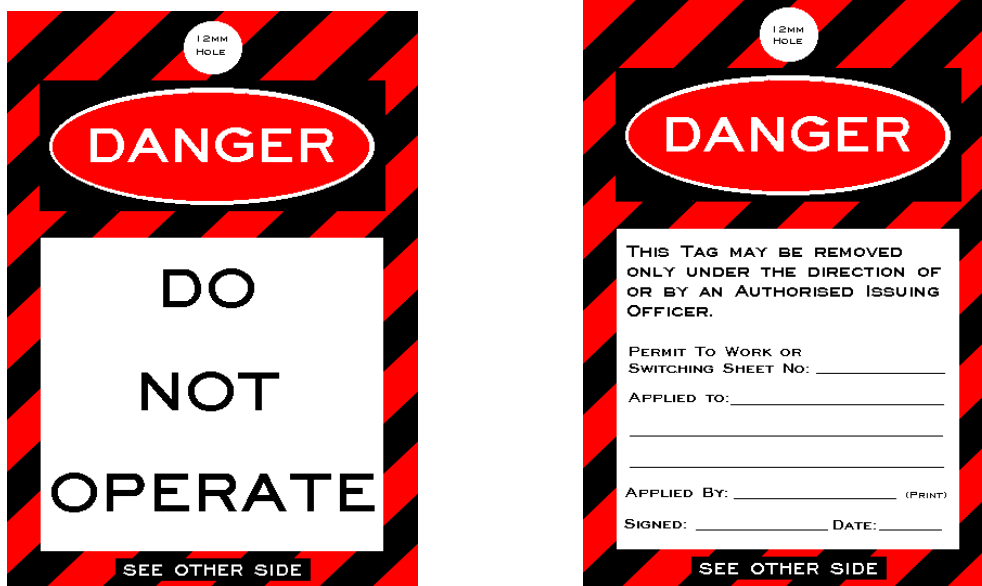 12MM
HOLE
DANGER
DO
NOT
OPERATE
SEE OTHER SIDE
12MM
HOLE
DANGER
THIS TAG MAY BE REMOVED
ONLY UNDER THE DIRECTION OF
OR BY AN AUTHORISED ISSUING
OFFICER.
PERMIT TO WORK OR
SWITCHING SHEET NO:
APPLIED TO:
APPLIED BY: (PRINT)
SIGNED: DATE:
SEE OTHER SIDE